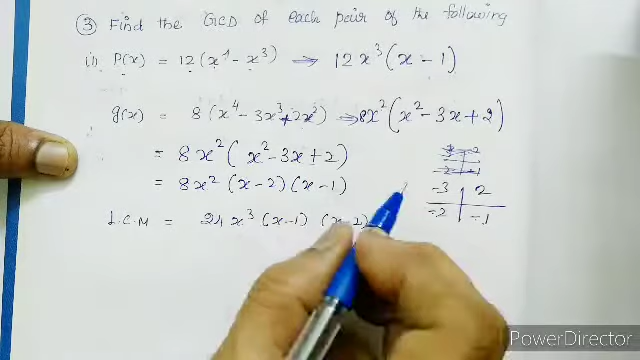 ③ Find the GCD of each pair of the following
i) P(x) = 12(x⁴ - x³) → 12x³(x - 1)
g(x) = 8(x⁴ - 3x³ + 2x²) → 8x²(x² - 3x + 2)
= 8x²(x² - 3x + 2)
= 8x²(x - 2)(x - 1)
-3 | 2
-2 | -1
L.C.M = 24x³(x-1)(x-2)
PowerDirector